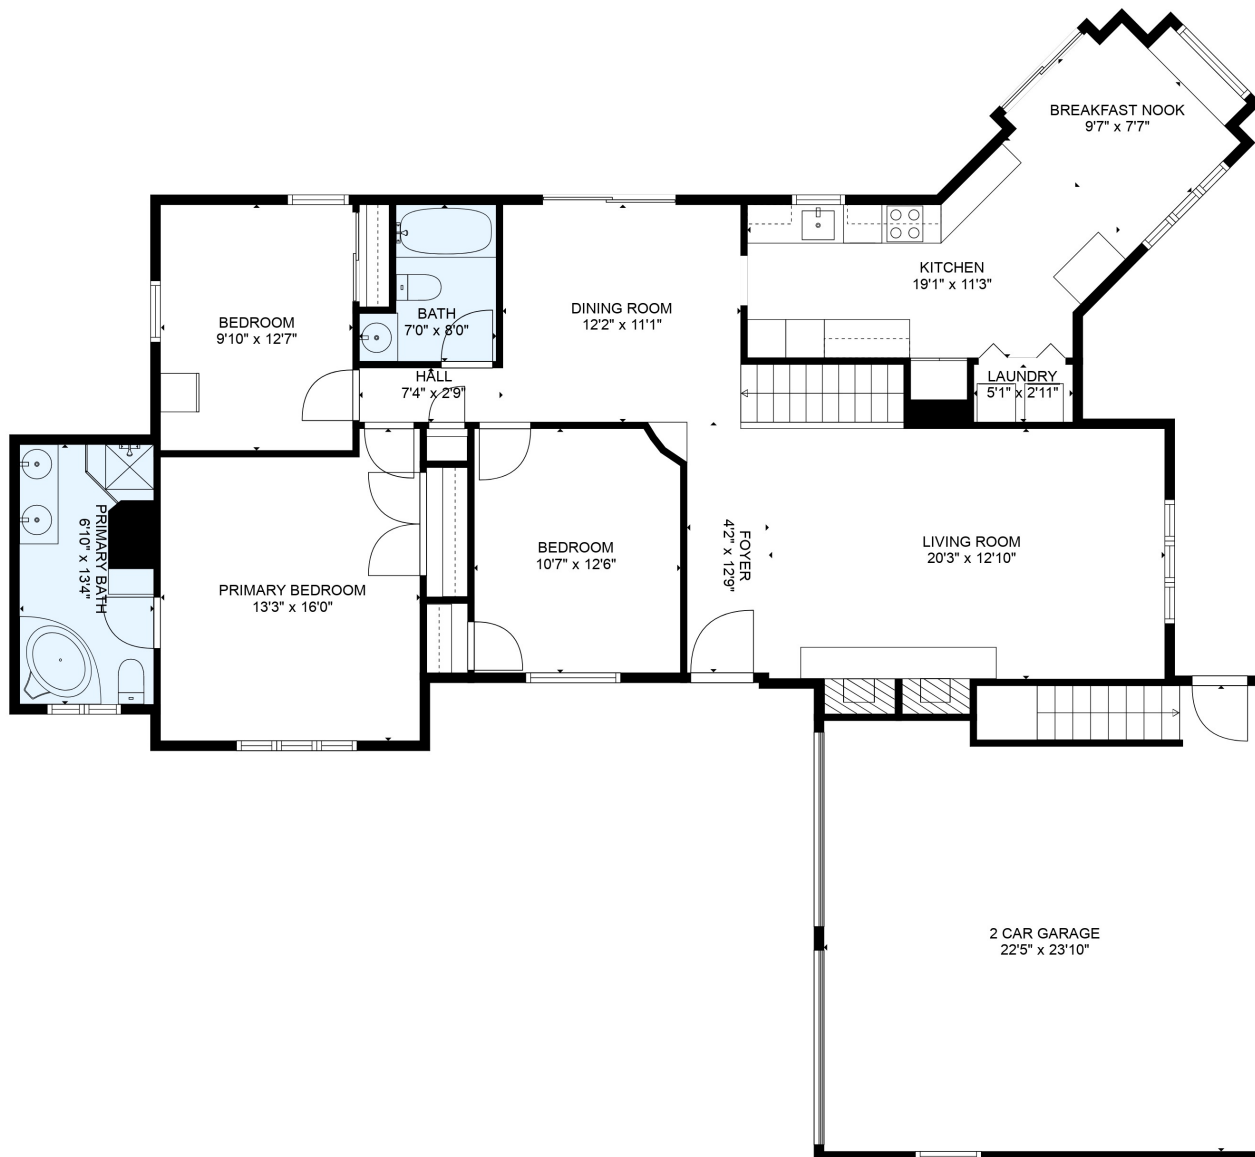 BREAKFAST NOOK
9'7" x 7'7"
KITCHEN
19'1" x 11'3"
DINING ROOM
12'2" x 11'1"
BATH
7'0" x 8'0"
BEDROOM
9'10" x 12'7"
HALL
7'4" x 2'9"
LAUNDRY
5'1" x 2'11"
PRIMARY BATH
6'10" x 13'4"
PRIMARY BEDROOM
13'3" x 16'0"
BEDROOM
10'7" x 12'6"
FOYER
4'2" x 12'9"
LIVING ROOM
20'3" x 12'10"
2 CAR GARAGE
22'5" x 23'10"